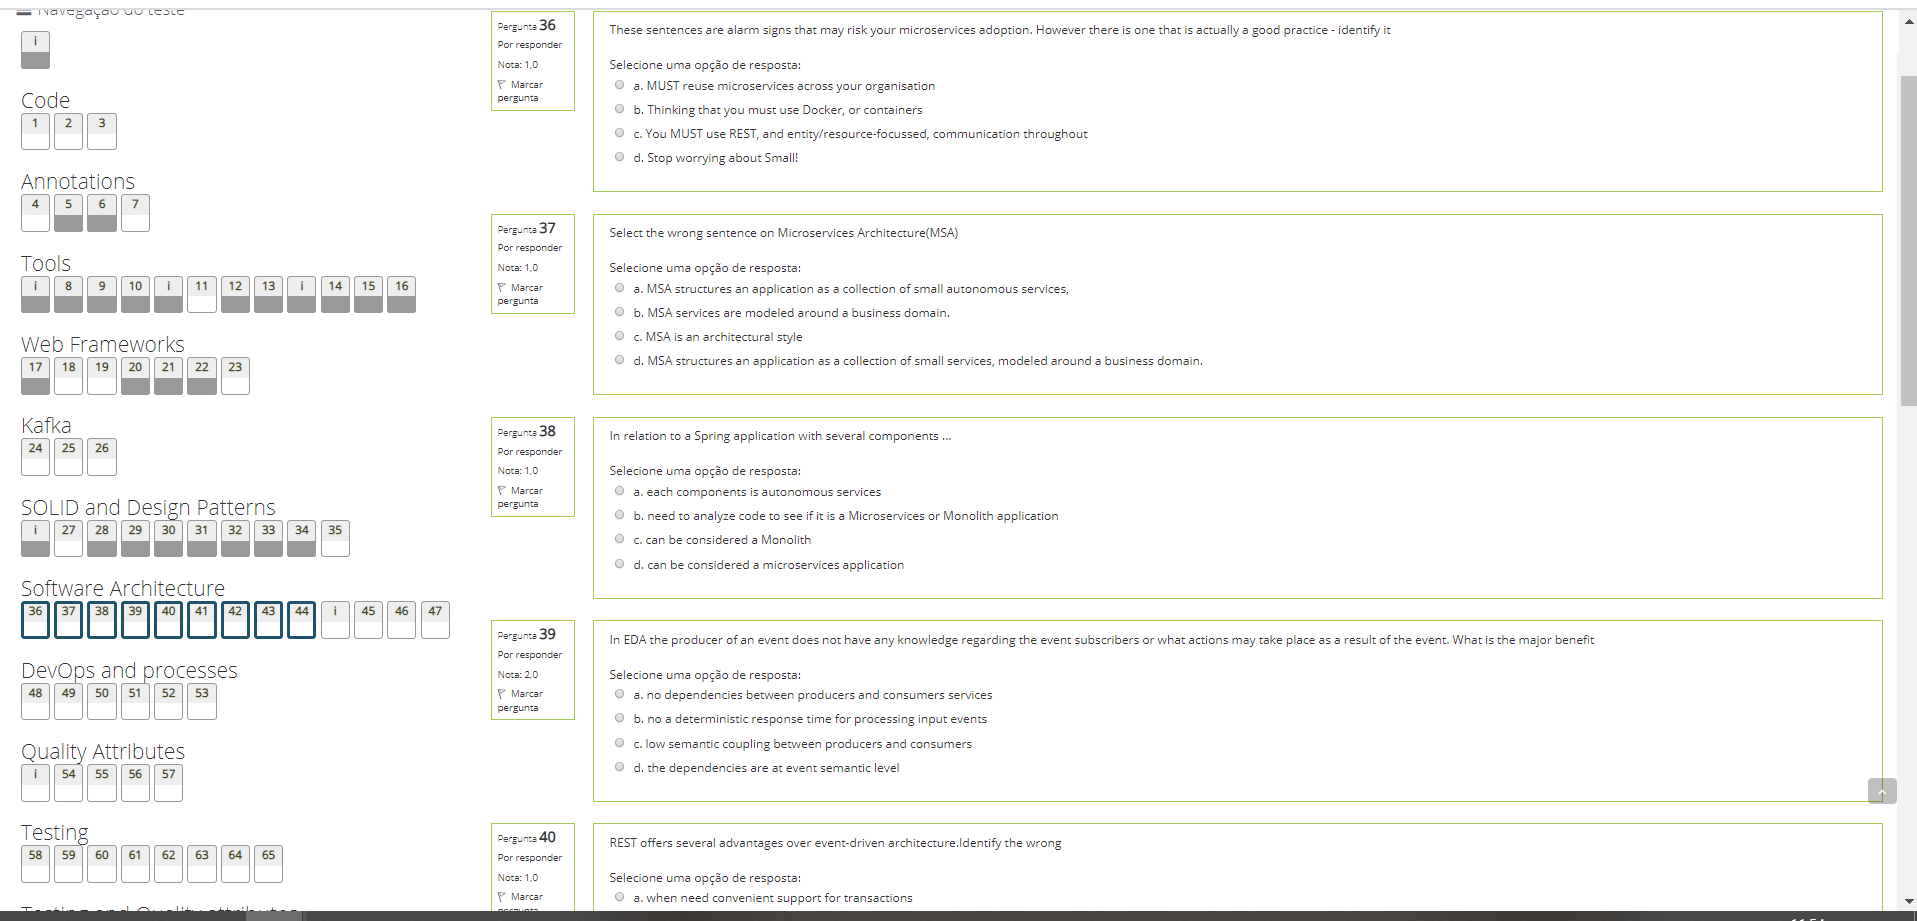 Navegação do teste
i
Code
1 2 3
Annotations
4 5 6 7
Tools
i 8 9 10 i 11 12 13 i 14 15 16
Web Frameworks
17 18 19 20 21 22 23
Kafka
24 25 26
SOLID and Design Patterns
i 27 28 29 30 31 32 33 34 35
Software Architecture
36 37 38 39 40 41 42 43 44 i 45 46 47
DevOps and processes
48 49 50 51 52 53
Quality Attributes
i 54 55 56 57
Testing
58 59 60 61 62 63 64 65
Testing and Quality attributes
Pergunta 36
Por responder
Nota: 1,0
Marcar
pergunta
These sentences are alarm signs that may risk your microservices adoption. However there is one that is actually a good practice - identify it
Selecione uma opção de resposta:
a. MUST reuse microservices across your organisation
b. Thinking that you must use Docker, or containers
c. You MUST use REST, and entity/resource-focussed, communication throughout
d. Stop worrying about Small!
Pergunta 37
Por responder
Nota: 1,0
Marcar
pergunta
Select the wrong sentence on Microservices Architecture(MSA)
Selecione uma opção de resposta:
a. MSA structures an application as a collection of small autonomous services,
b. MSA services are modeled around a business domain.
c. MSA is an architectural style
d. MSA structures an application as a collection of small services, modeled around a business domain.
Pergunta 38
Por responder
Nota: 1,0
Marcar
pergunta
In relation to a Spring application with several components ...
Selecione uma opção de resposta:
a. each components is autonomous services
b. need to analyze code to see if it is a Microservices or Monolith application
c. can be considered a Monolith
d. can be considered a microservices application
Pergunta 39
Por responder
Nota: 2,0
Marcar
pergunta
In EDA the producer of an event does not have any knowledge regarding the event subscribers or what actions may take place as a result of the event. What is the major benefit
Selecione uma opção de resposta:
a. no dependencies between producers and consumers services
b. no a deterministic response time for processing input events
c. low semantic coupling between producers and consumers
d. the dependencies are at event semantic level
Pergunta 40
Por responder
Nota: 1,0
Marcar
pergunta
REST offers several advantages over event-driven architecture.Identify the wrong
Selecione uma opção de resposta:
a. when need convenient support for transactions